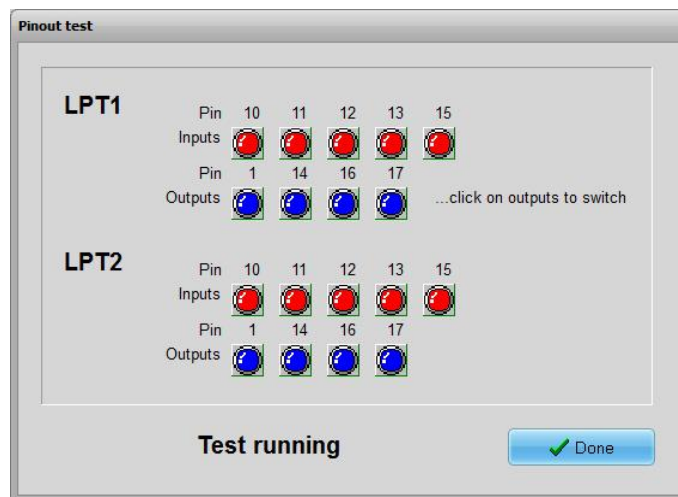 Pinout test
LPT1
Pin 10 11 12 13 15
Inputs
Pin 1 14 16 17
Outputs ...click on outputs to switch
LPT2
Pin 10 11 12 13 15
Inputs
Pin 1 14 16 17
Outputs
Test running
Done